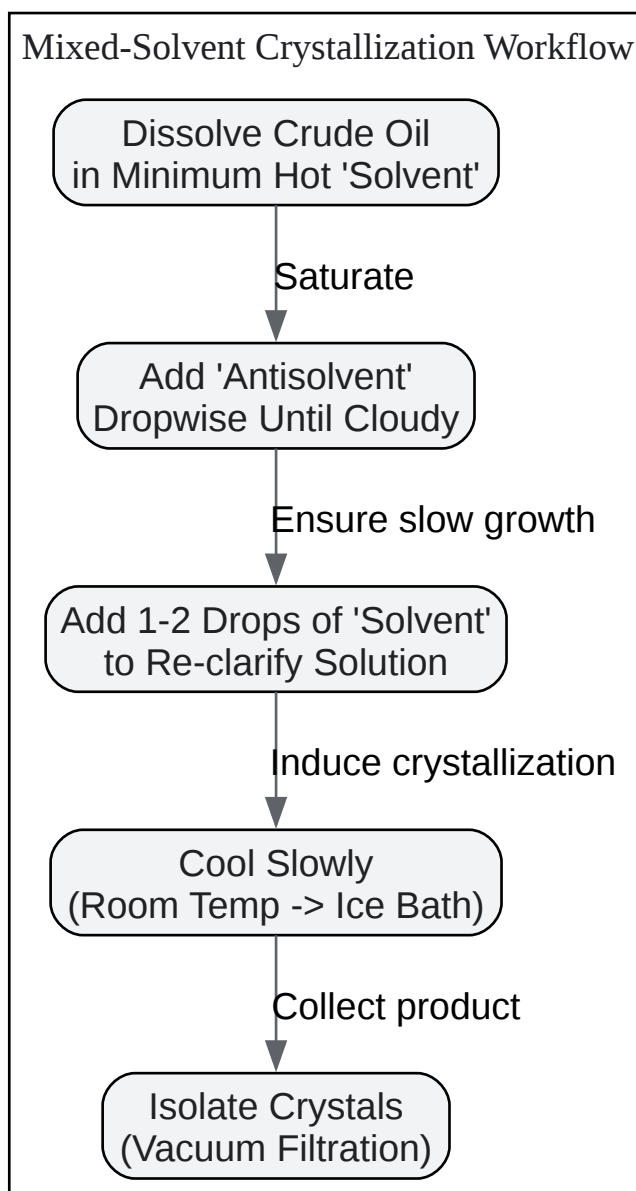 Mixed-Solvent Crystallization Workflow
Dissolve Crude Oil
in Minimum Hot 'Solvent'
Saturate
Add 'Antisolvent'
Dropwise Until Cloudy
Ensure slow growth
Add 1-2 Drops of 'Solvent'
to Re-clarify Solution
Induce crystallization
Cool Slowly
(Room Temp -> Ice Bath)
Collect product
Isolate Crystals
(Vacuum Filtration)